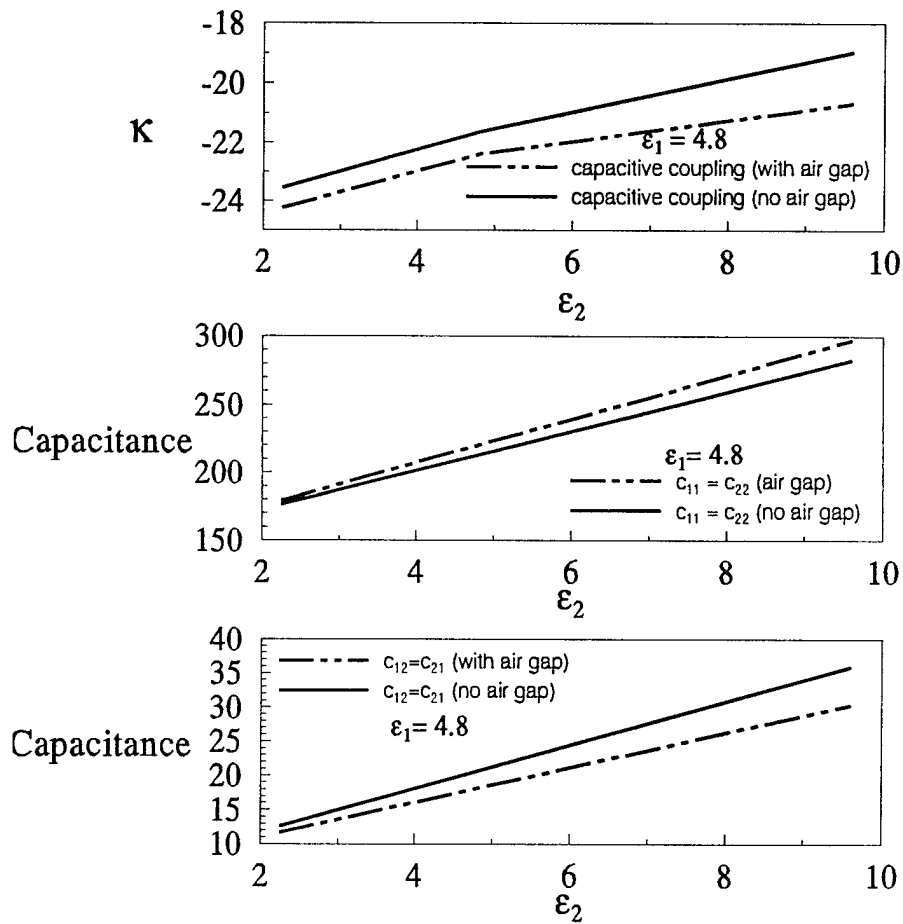 -18
-20
κ
-22
ε₁ = 4.8
capacitive coupling (with air gap)
-24
capacitive coupling (no air gap)
2 4 6 8 10
ε₂
300
250
Capacitance
ε₁= 4.8
200
c₁₁ = c₂₂ (air gap)
c₁₁ = c₂₂ (no air gap)
150
2 4 6 8 10
ε₂
40
c₁₂=c₂₁ (with air gap)
35
c₁₂=c₂₁ (no air gap)
30
ε₁= 4.8
25
Capacitance
20
15
10
2 4 6 8 10
ε₂